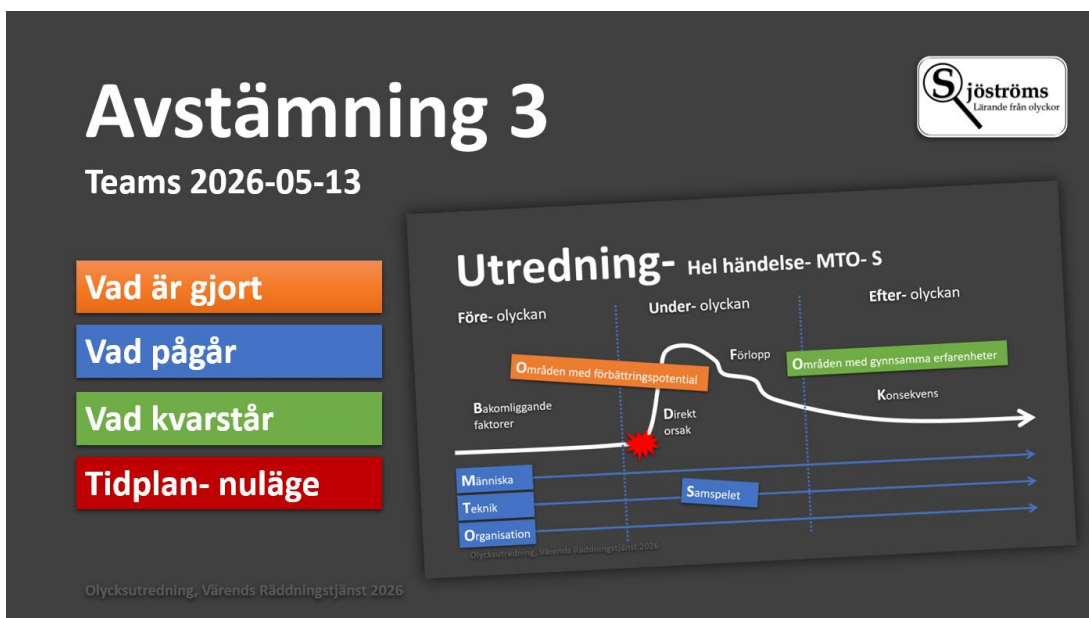 Avstämning 3
Teams 2026-05-13
Sjöströms
Lärande från olyckor
Vad är gjort
Vad pågår
Vad kvarstår
Tidplan- nuläge
Utredning- Hel händelse- MTO- S
Före- olyckan
Under- olyckan
Efter- olyckan
Områden med förbättringspotential
Förlopp
Områden med gynnsamma erfarenheter
Bakomliggande
faktorer
Direkt
orsak
Konsekvens
Människa
Teknik
Organisation
Samspelet
Olycksutredning, Värends Räddningstjänst 2026
Olycksutredning, Värends Räddningstjänst 2026